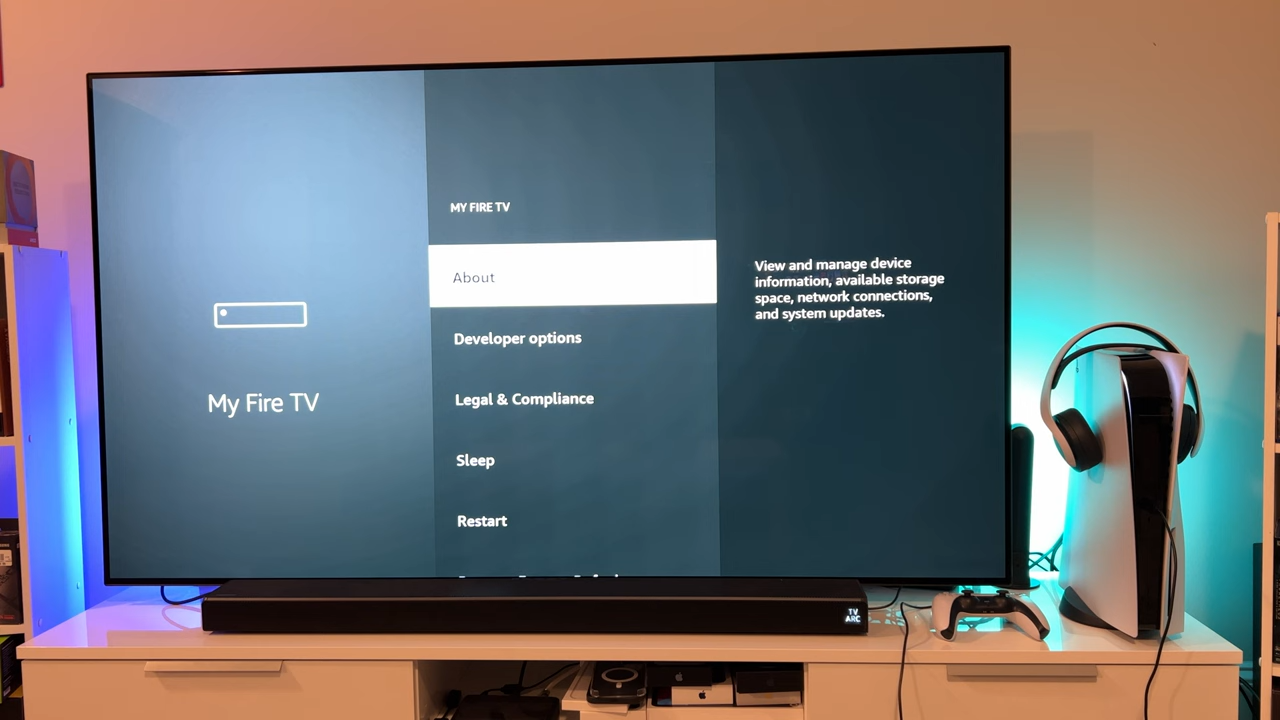 MY FIRE TV
About
Developer options
Legal & Compliance
Sleep
Restart
My Fire TV
View and manage device
information, available storage
space, network connections,
and system updates.
TV
ARC